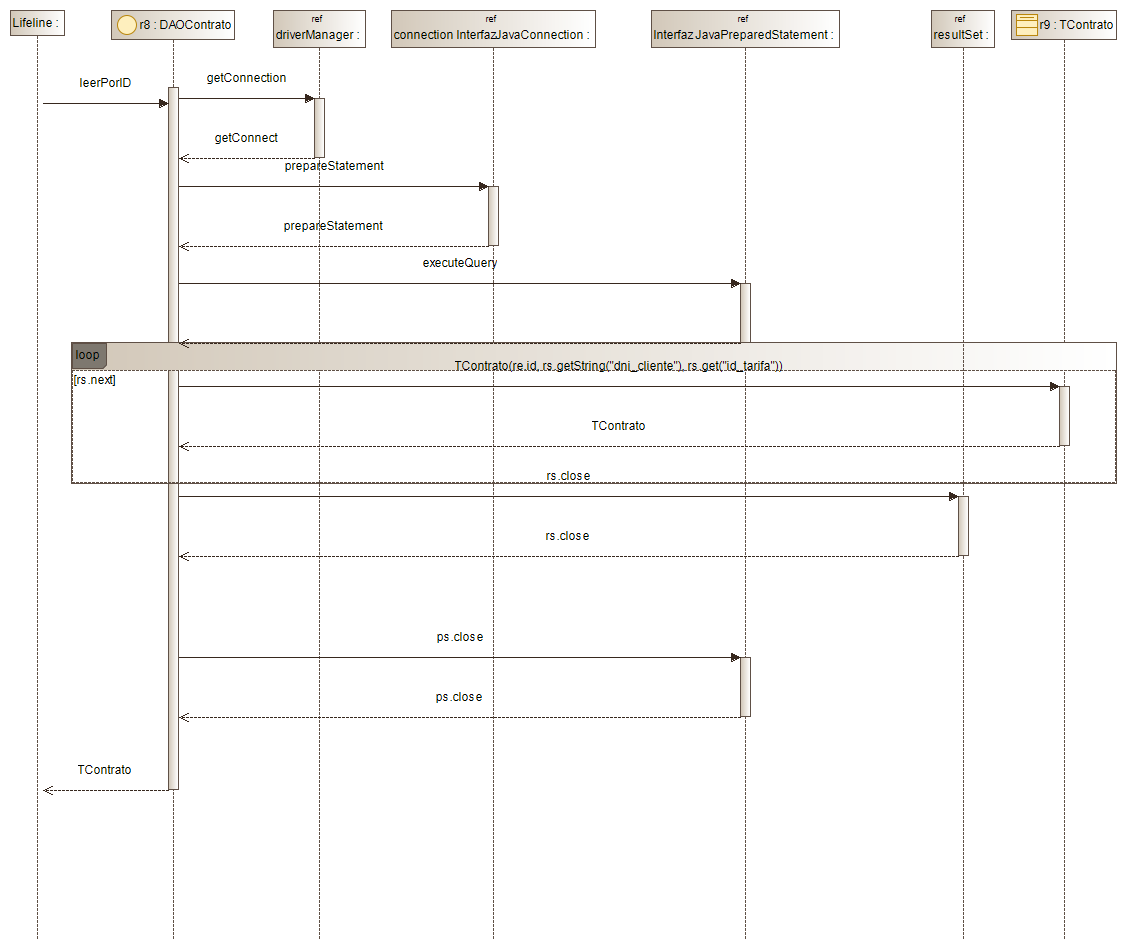 Lifeline :
r8 : DAOContrato
ref
driverManager :
ref
connection InterfazJavaConnection :
ref
InterfazJavaPreparedStatement :
ref
resultSet :
r9 : TContrato
leerPorID
getConnection
getConnect
prepareStatement
prepareStatement
executeQuery
loop
TContrato(re.id, rs.getString("dni_cliente"), rs.get("id_tarifa"))
[rs.next]
TContrato
rs.close
rs.close
ps.close
ps.close
TContrato